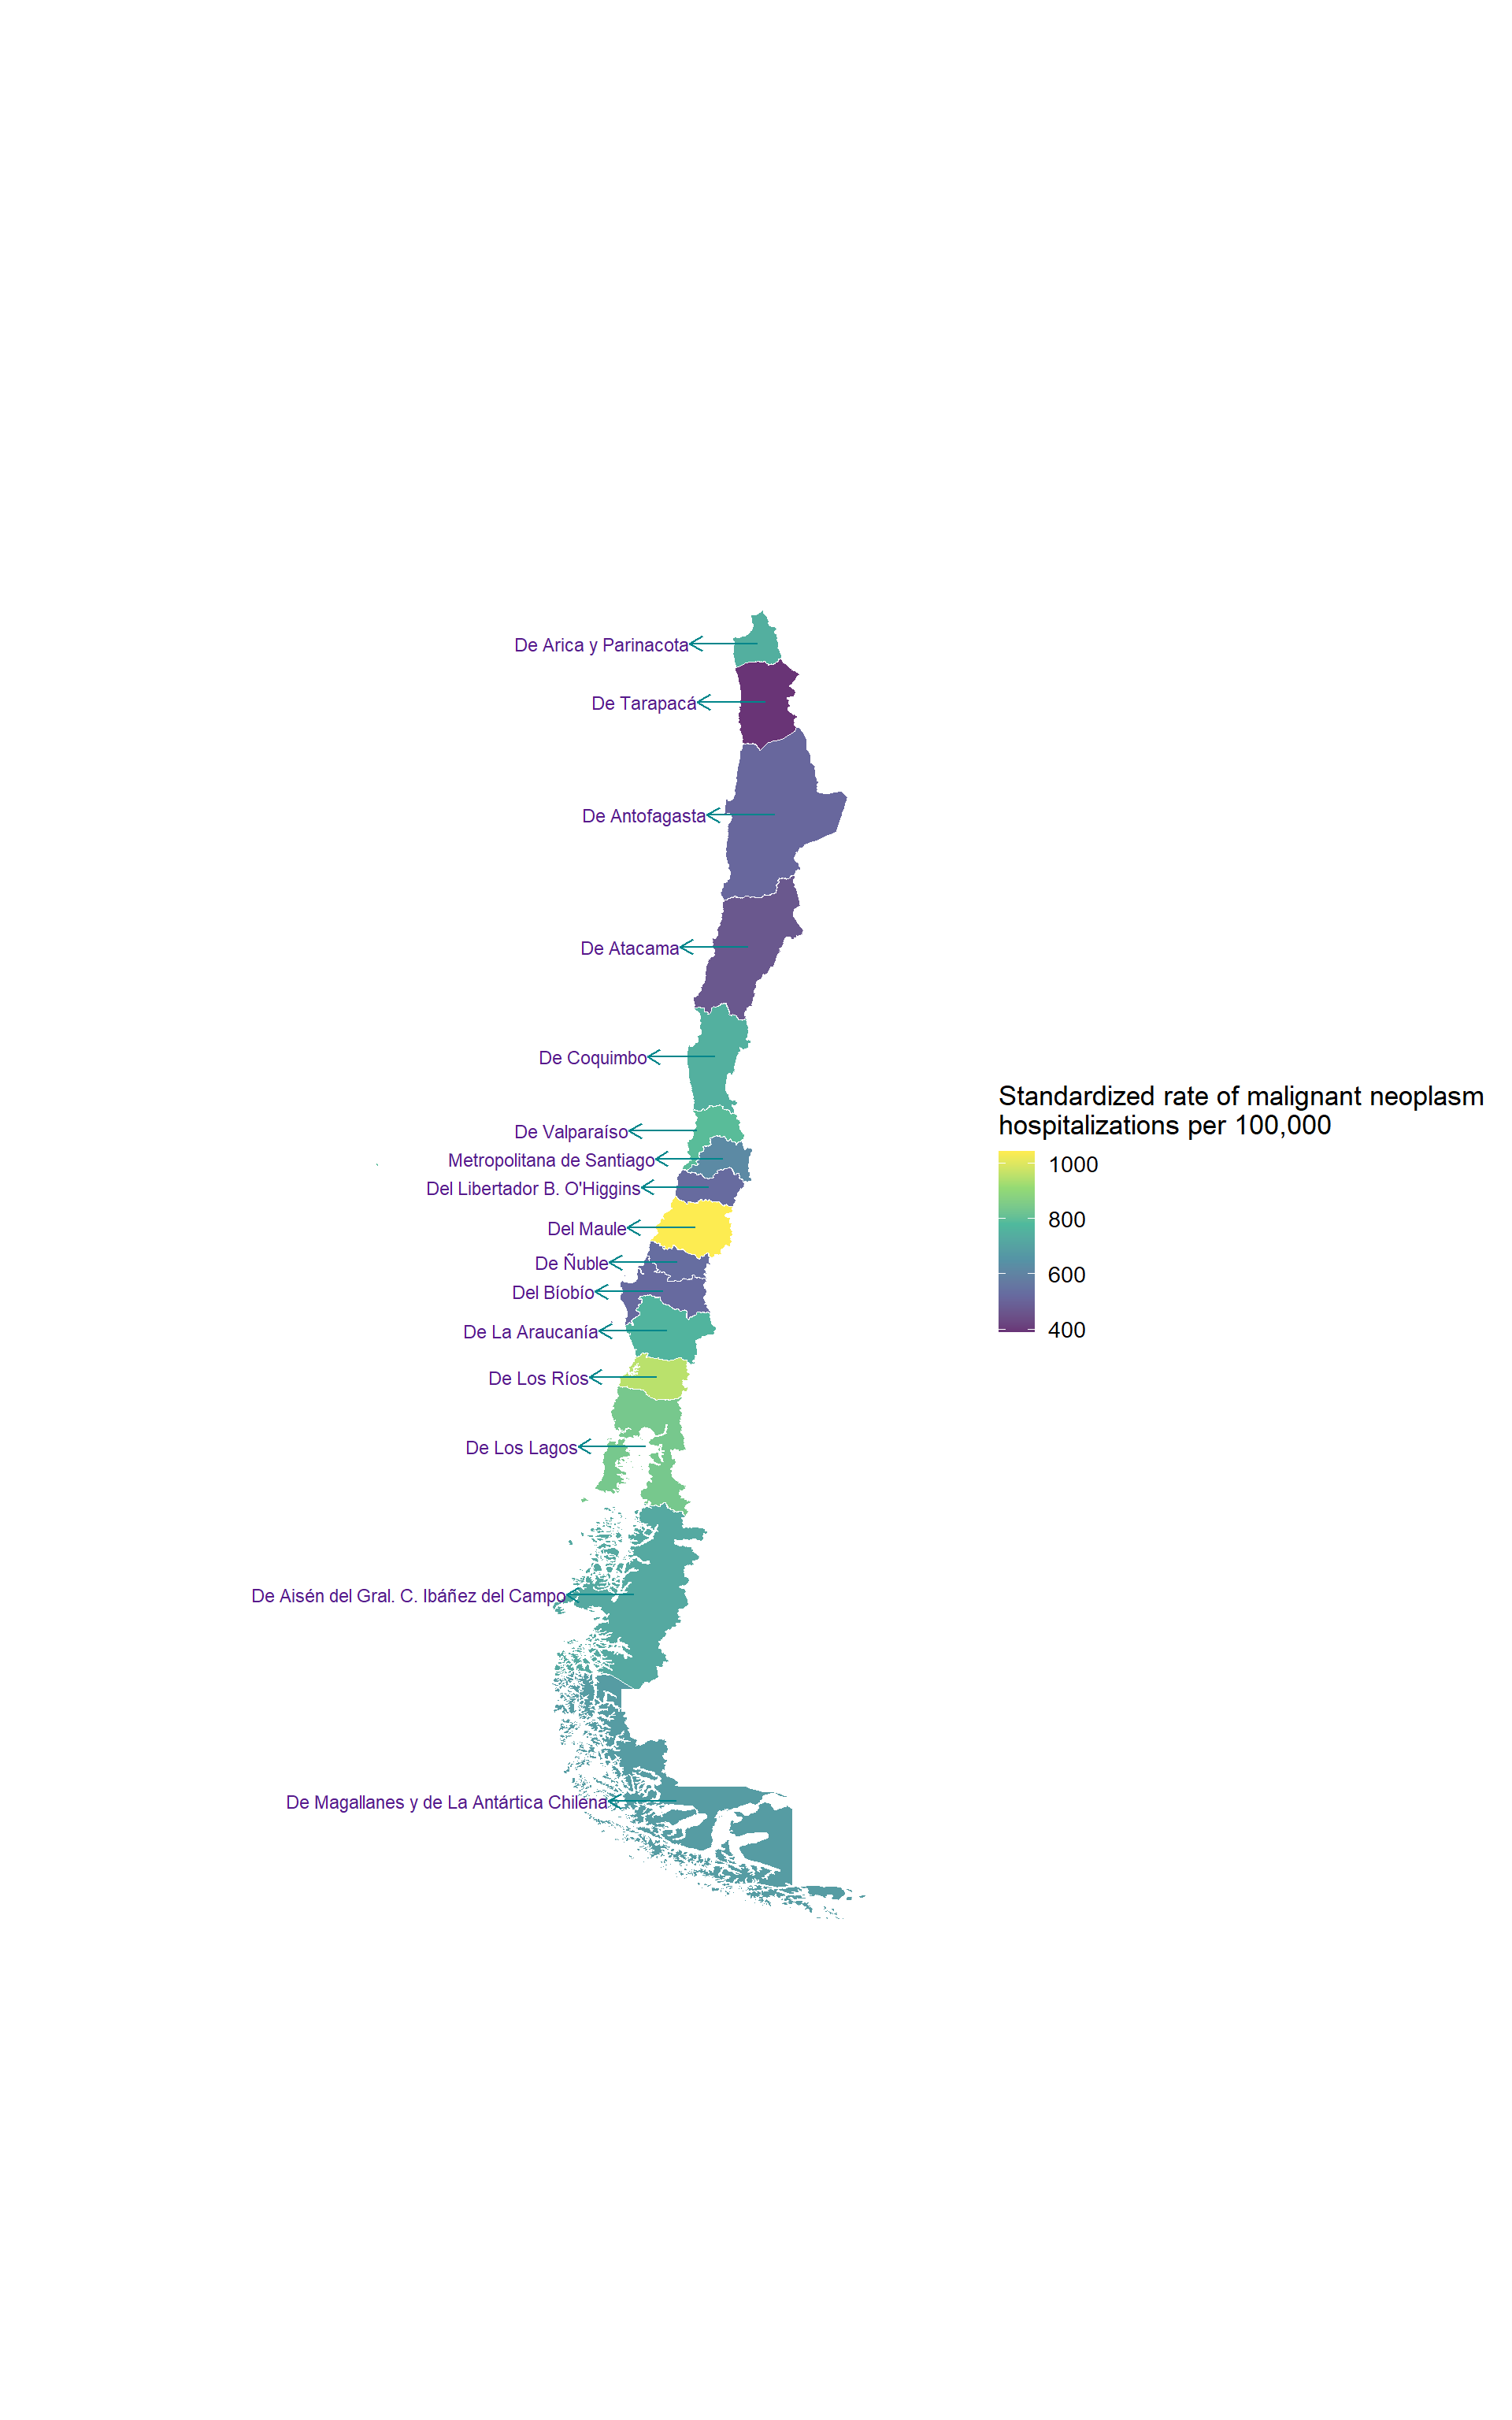 De Arica y Parinacota
De Tarapacá
De Antofagasta
De Atacama
De Coquimbo
De Valparaíso
Metropolitana de Santiago
Del Libertador B. O'Higgins
Del Maule
De Ñuble
Del Bíobío
De La Araucanía
De Los Ríos
De Los Lagos
De Aisén del Gral. C. Ibáñez del Campo
De Magallanes y de La Antártica Chilena
Standardized rate of malignant neoplasm
hospitalizations per 100,000
1000
800
600
400